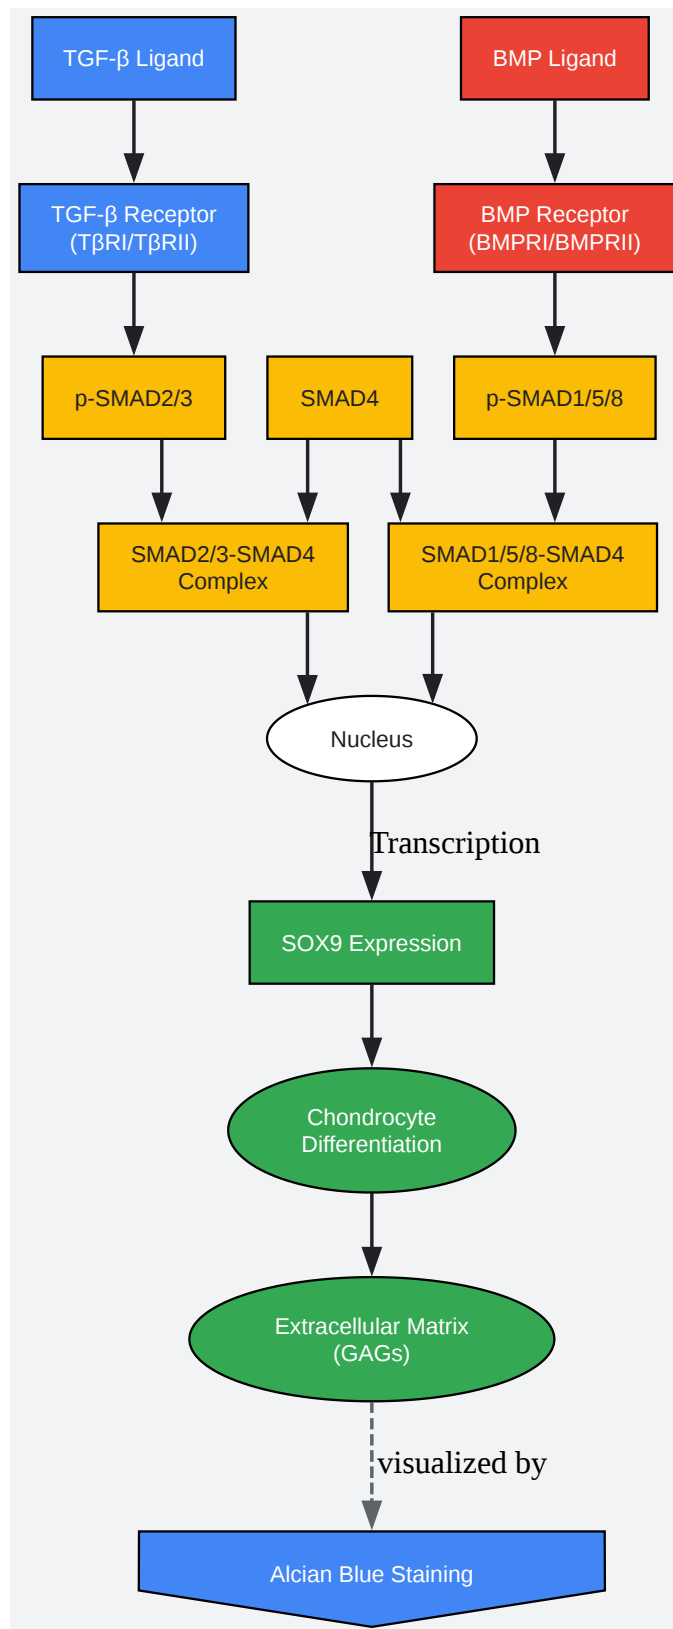 TGF-β Ligand
BMP Ligand
TGF-β Receptor
(TβRI/TβRII)
BMP Receptor
(BMPRI/BMPRII)
p-SMAD2/3
SMAD4
p-SMAD1/5/8
SMAD2/3-SMAD4
Complex
SMAD1/5/8-SMAD4
Complex
Nucleus
Transcription
SOX9 Expression
Chondrocyte
Differentiation
Extracellular Matrix
(GAGs)
visualized by
Alcian Blue Staining